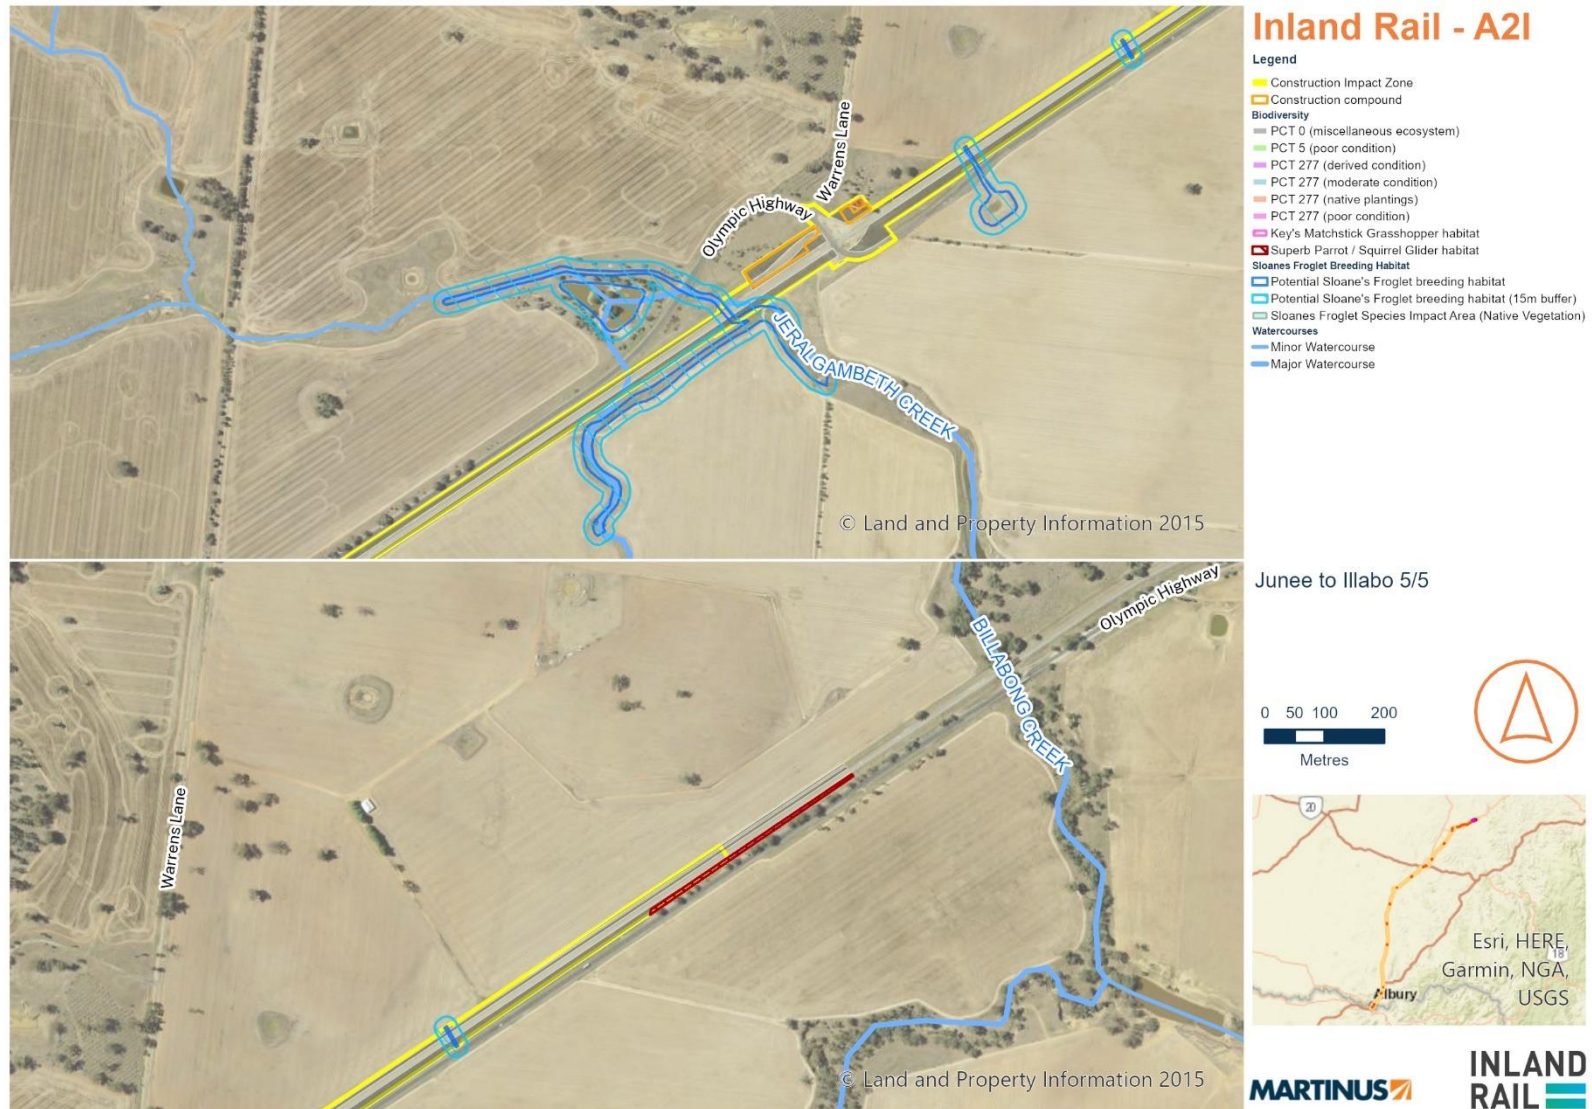 Inland Rail - A2I
Legend
Construction Impact Zone
Construction compound
Biodiversity
PCT 0 (miscellaneous ecosystem)
PCT 5 (poor condition)
PCT 277 (derived condition)
PCT 277 (moderate condition)
PCT 277 (native plantings)
PCT 277 (poor condition)
Key's Matchstick Grasshopper habitat
Superb Parrot / Squirrel Glider habitat
Sloanes Froglet Breeding Habitat
Potential Sloane's Froglet breeding habitat
Potential Sloane's Froglet breeding habitat (15m buffer)
Sloanes Froglet Species Impact Area (Native Vegetation)
Watercourses
Minor Watercourse
Major Watercourse
Warrens Lane
Olympic Highway
JERALGAMBETH CREEK
© Land and Property Information 2015
Olympic Highway
BILLABONG CREEK
Warrens Lane
© Land and Property Information 2015
Junee to Illabo 5/5
0 50 100 200
Metres
20
18
Albury
Esri, HERE,
Garmin, NGA,
USGS
MARTINUS
INLAND
RAIL